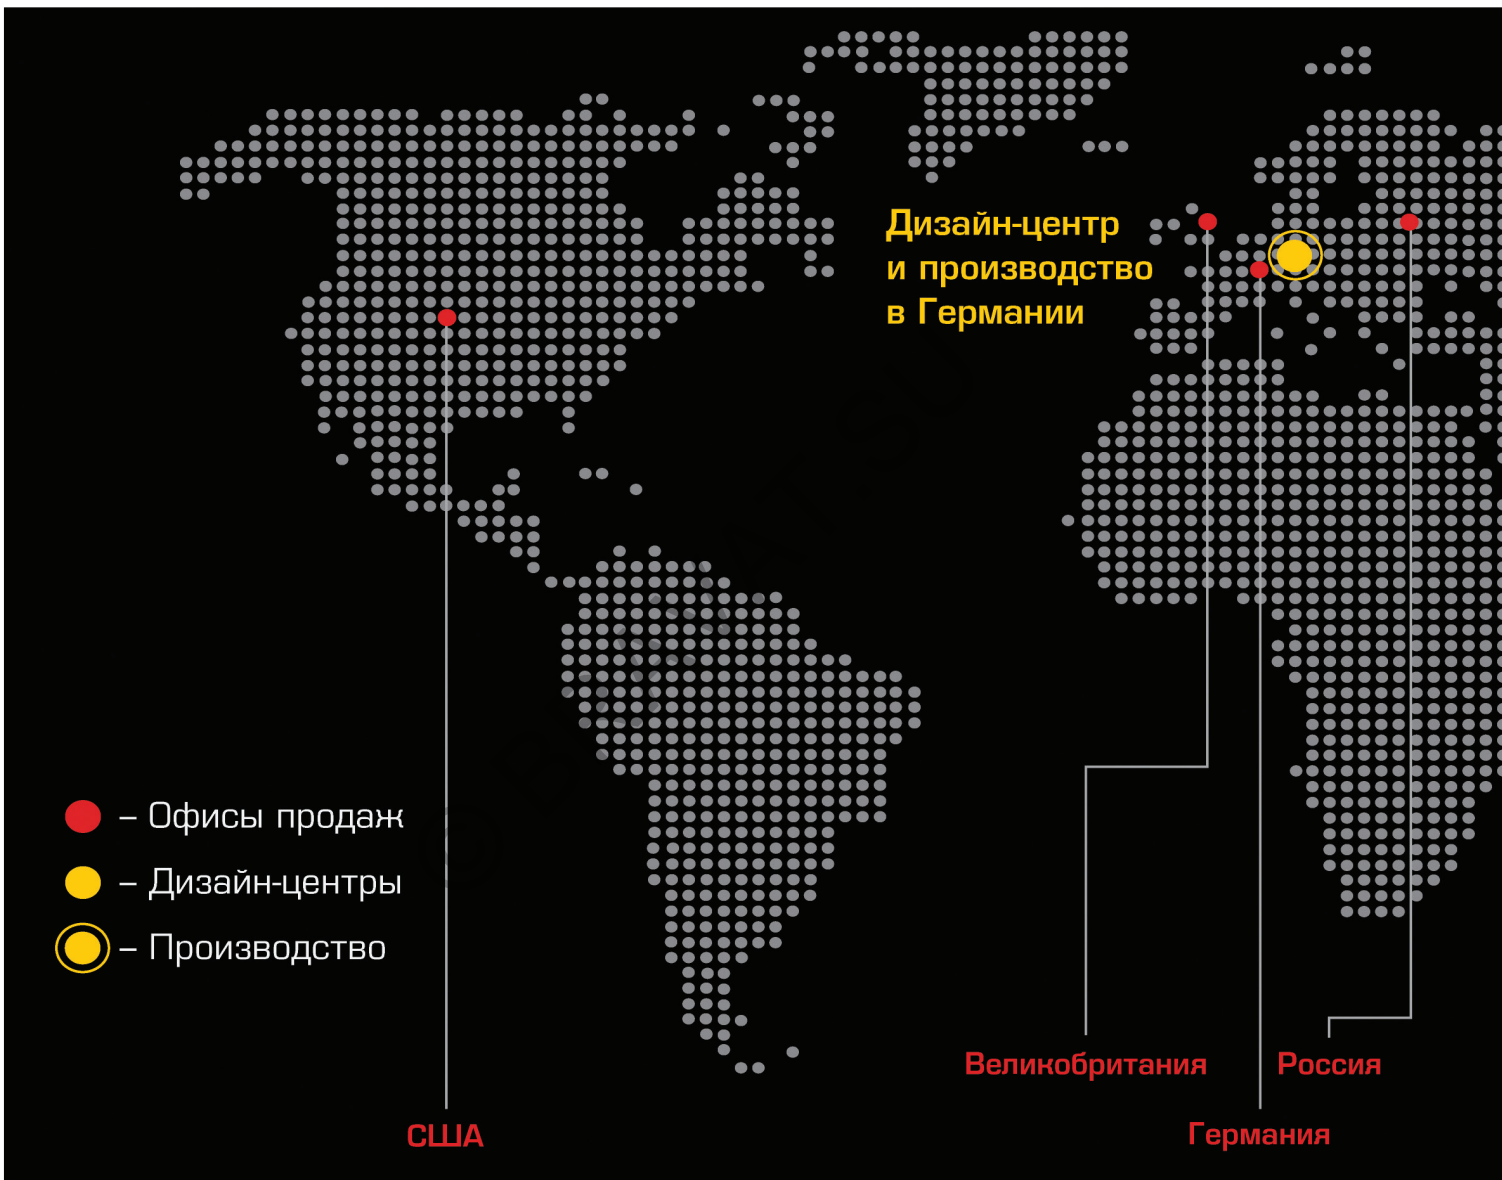 Дизайн-центр
и производство
в Германии
– Офисы продаж
– Дизайн-центры
– Производство
Великобритания
Россия
США
Германия